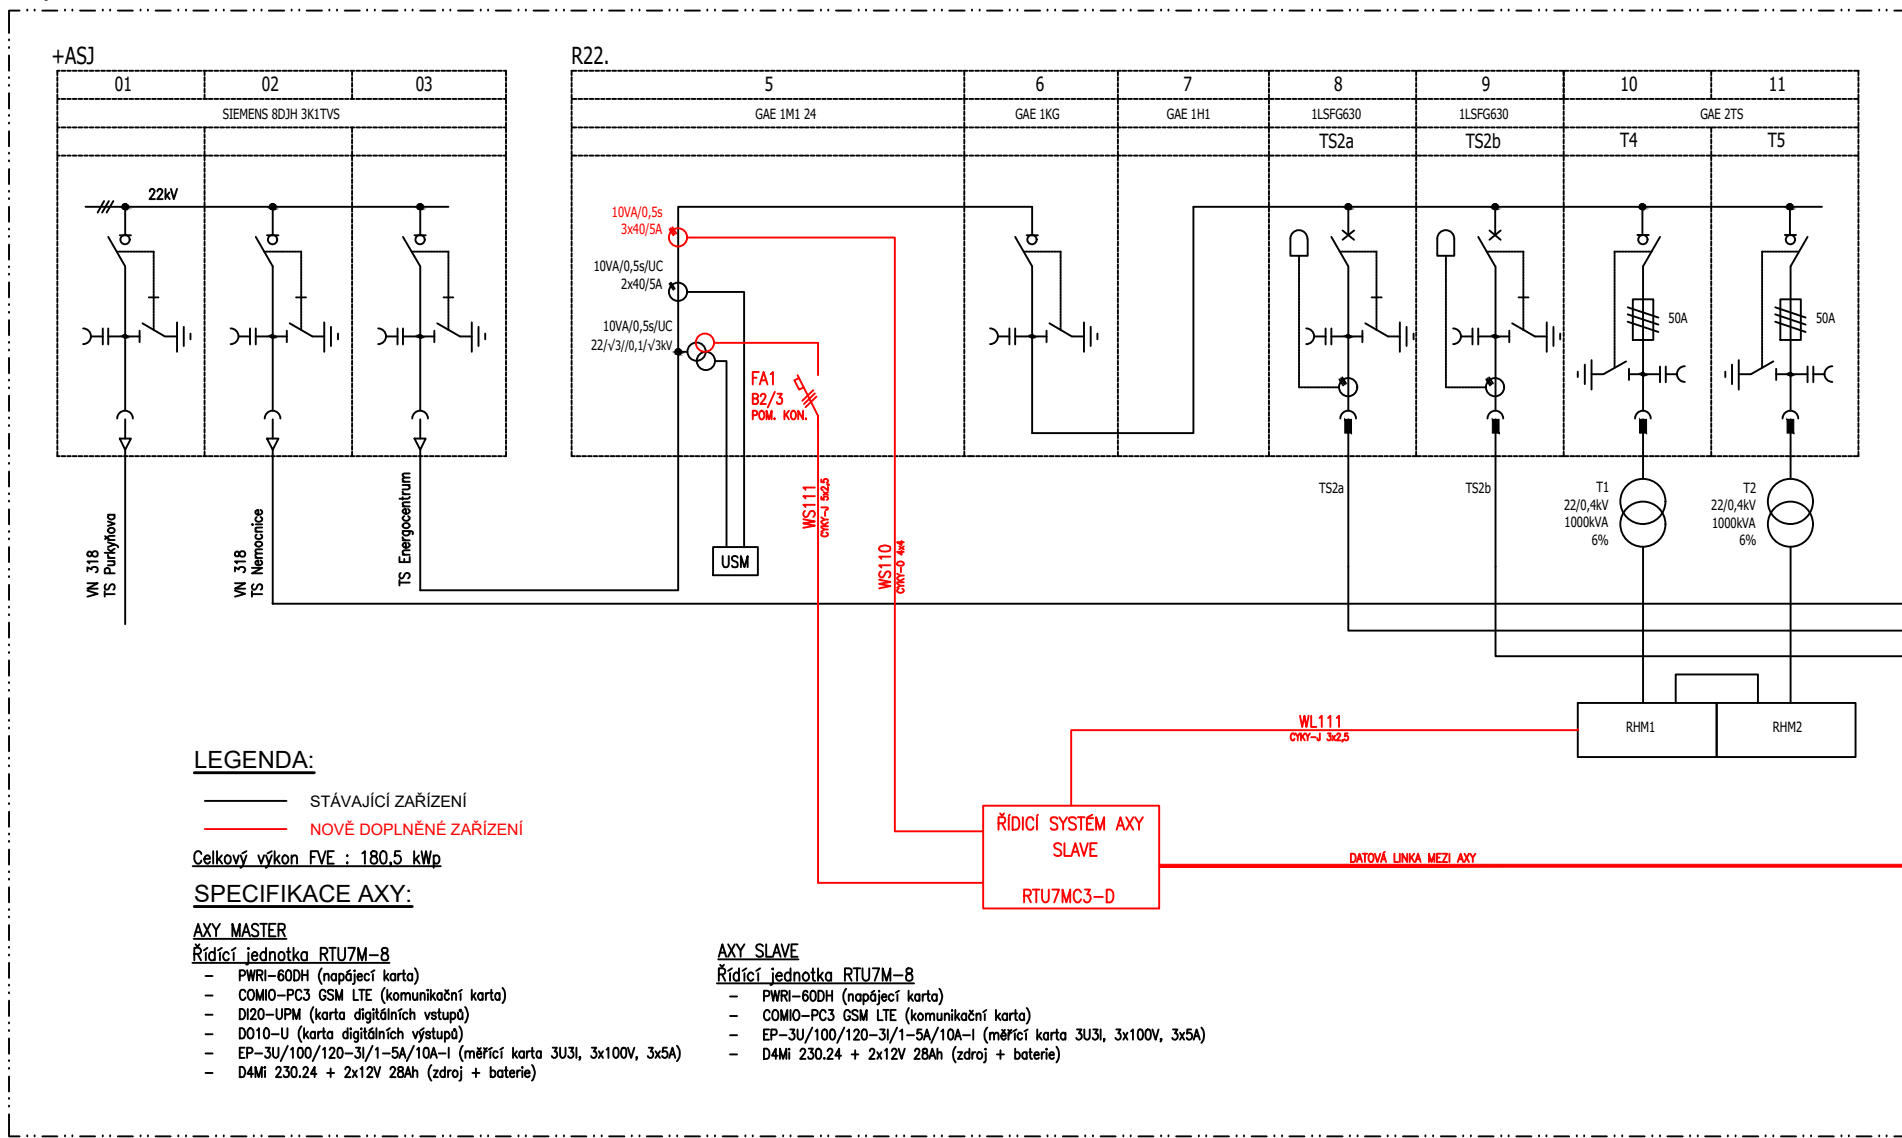 +ASJ
01
02
03
SIEMENS 8DJH 3K1TVS
22kV
VN 318
TS Purkyňova
VN 318
TS Nemocnice
TS Energocentrum
R22.
5
6
7
8
9
10
11
GAE 1M1 24
GAE 1KG
GAE 1H1
1LSFG630
1LSFG630
GAE 2TS
TS2a
TS2b
T4
T5
10VA/0,5s
3x40/5A
10VA/0,5s/UC
2x40/5A
10VA/0,5s/UC
22/√3//0,1/√3kV
FA1
B2/3
POM. KON.
WS111
CYKY-J 5x2,5
WS110
CYKY-O 4x4
USM
50A
50A
TS2a
TS2b
T1
22/0,4kV
1000kVA
6%
T2
22/0,4kV
1000kVA
6%
RHM1
RHM2
WL111
CYKY-J 3x2,5
ŘÍDICÍ SYSTÉM AXY
SLAVE
RTU7MC3-D
DATOVÁ LINKA MEZI AXY
LEGENDA:
STÁVAJÍCÍ ZAŘÍZENÍ
NOVĚ DOPLNĚNÉ ZAŘÍZENÍ
Celkový výkon FVE : 180,5 kWp
SPECIFIKACE AXY:
AXY MASTER
Řídící jednotka RTU7M-8
- PWRI-60DH (napájecí karta)
- COMIO-PC3 GSM LTE (komunikační karta)
- DI20-UPM (karta digitálních vstupů)
- DO10-U (karta digitálních výstupů)
- EP-3U/100/120-3I/1-5A/10A-I (měřící karta 3U3I, 3x100V, 3x5A)
- D4Mi 230.24 + 2x12V 28Ah (zdroj + baterie)
AXY SLAVE
Řídící jednotka RTU7M-8
- PWRI-60DH (napájecí karta)
- COMIO-PC3 GSM LTE (komunikační karta)
- EP-3U/100/120-3I/1-5A/10A-I (měřící karta 3U3I, 3x100V, 3x5A)
- D4Mi 230.24 + 2x12V 28Ah (zdroj + baterie)